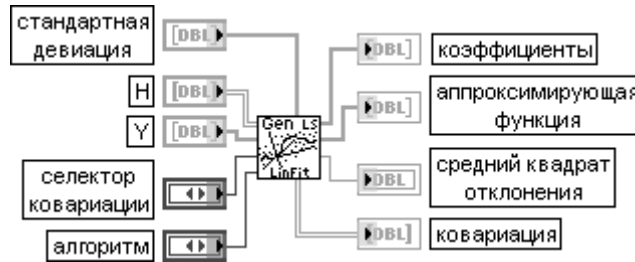 стандартная
девиация
[DBL]
H
[DBL]
Y
[DBL]
селектор
ковариации
алгоритм
Gen LS
LinFit
DBL]
коэффициенты
DBL]
аппроксимирующая
функция
DBL
средний квадрат
отклонения
DBL]
ковариация